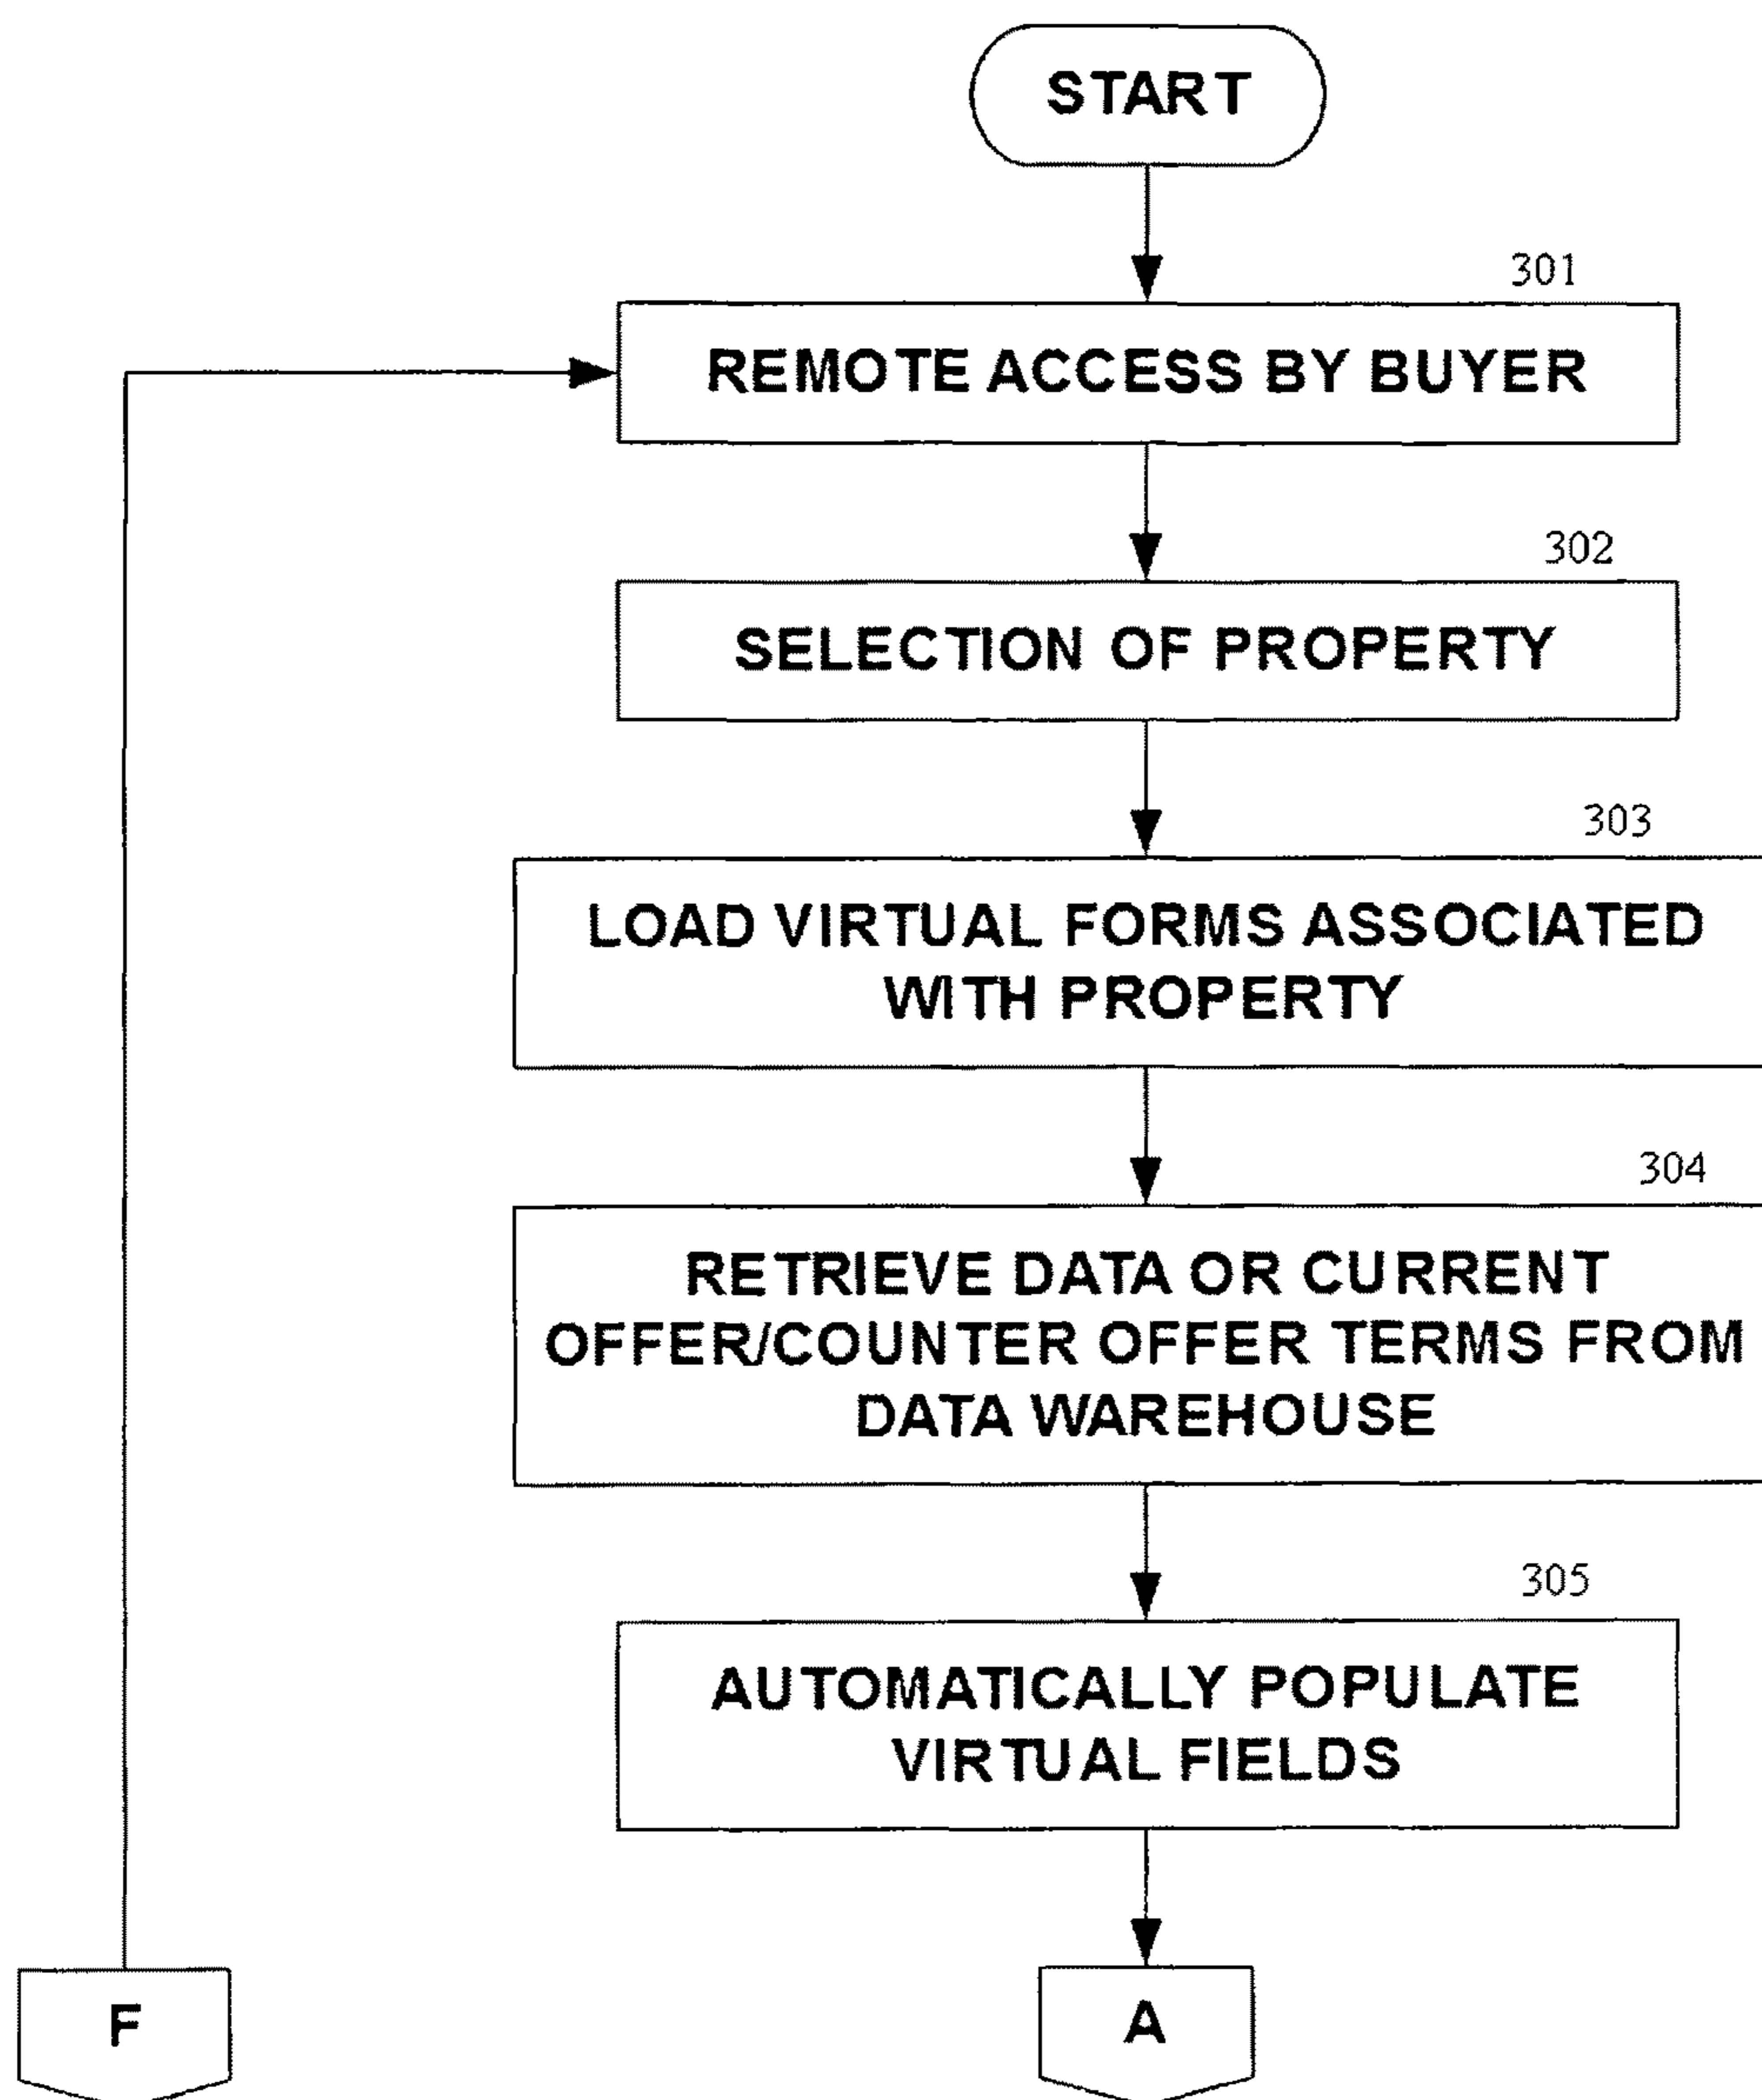 START
301
REMOTE ACCESS BY BUYER
302
SELECTION OF PROPERTY
303
LOAD VIRTUAL FORMS ASSOCIATED
WITH PROPERTY
304
RETRIEVE DATA OR CURRENT
OFFER/COUNTER OFFER TERMS FROM
DATA WAREHOUSE
305
AUTOMATICALLY POPULATE
VIRTUAL FIELDS
F
A